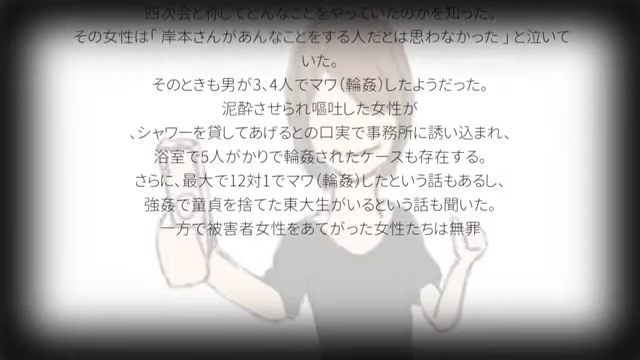 四次会と称してどんなことをやっていたのかを知った。
その女性は「岸本さんがあんなことをする人だとは思わなかった」と泣いて
いた。
そのときも男が3、4人でマワ（輪姦）したようだった。
泥酔させられ嘔吐した女性が
、シャワーを貸してあげるとの口実で事務所に誘い込まれ、
浴室で5人がかりで輪姦されたケースも存在する。
さらに、最大で12対1でマワ（輪姦）したという話もあるし、
強姦で童貞を捨てた東大生がいるという話も聞いた。
一方で被害者女性をあてがった女性たちは無罪